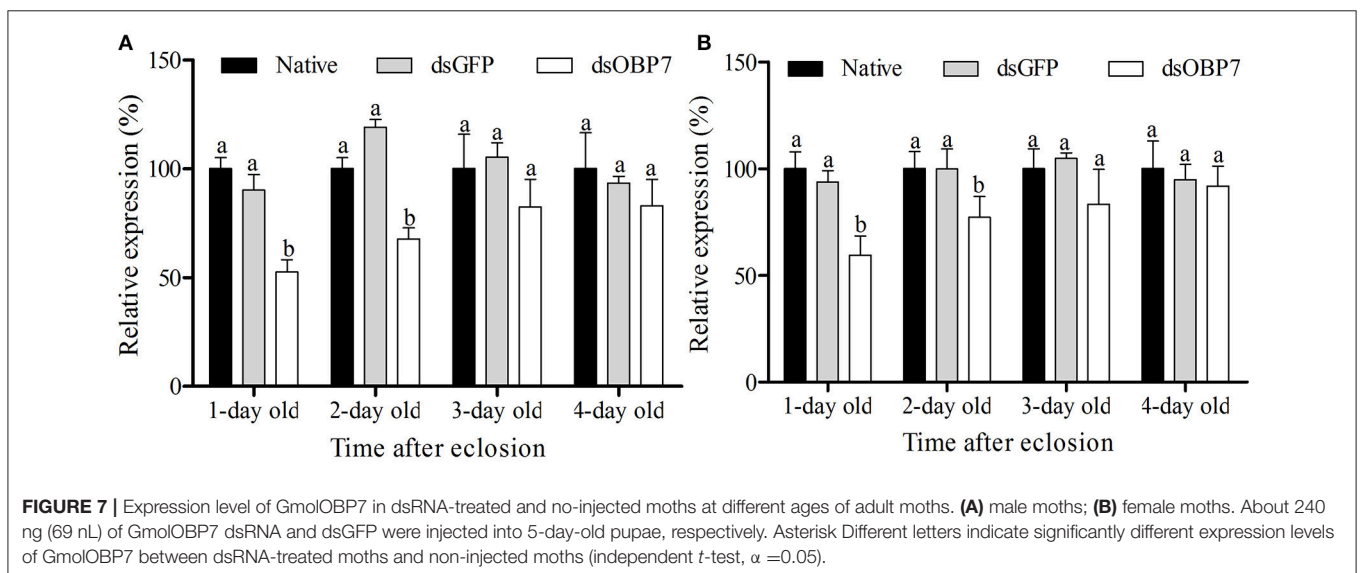 A
150
Native
dsGFP
dsOBP7
Relative expression (%)
100
50
0
a
a
b
a
a
b
a
a
a
a
a
a
1-day old
2-day old
3-day old
4-day old
Time after eclosion
B
150
Native
dsGFP
dsOBP7
Relative expression (%)
100
50
0
a
a
b
a
a
b
a
a
a
a
a
a
1-day old
2-day old
3-day old
4-day old
Time after eclosion
FIGURE 7 | Expression level of GmolOBP7 in dsRNA-treated and no-injected moths at different ages of adult moths. (A) male moths; (B) female moths. About 240
ng (69 nL) of GmolOBP7 dsRNA and dsGFP were injected into 5-day-old pupae, respectively. Asterisk Different letters indicate significantly different expression levels
of GmolOBP7 between dsRNA-treated moths and non-injected moths (independent t-test, α =0.05).